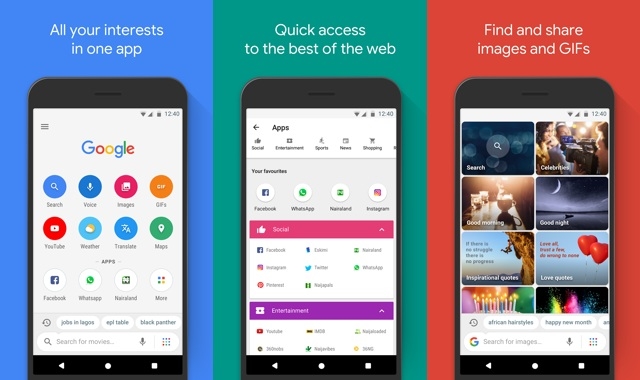 All your interests
in one app
12:40
Google
Search Voice Images GIFs
GIF
YouTube Weather Translate Maps
APPS
Facebook Whatsapp Nairaland More
jobs in lagos epl table black panther
Search for movies...
Quick access
to the best of the web
12:40
Apps
Social Entertainment Sports News Shopping
Your favourites
Facebook WhatsApp Nairaland Instagram
Social
Facebook Eskimi Nairaland
Instagram Twitter WhatsApp
Pinterest Naijapals
Entertainment
Youtube IMDB Naijaloaded
360nobs Naijavibes StAG
Find and share
images and GIFs
12:40
Search Celebrities
Good morning Good night
If there is
no struggle
there is
no progress
Inspirational quotes
Love all,
trust a few,
do wrong to none
Love quotes
african hairstyles happy new month
Search for images...